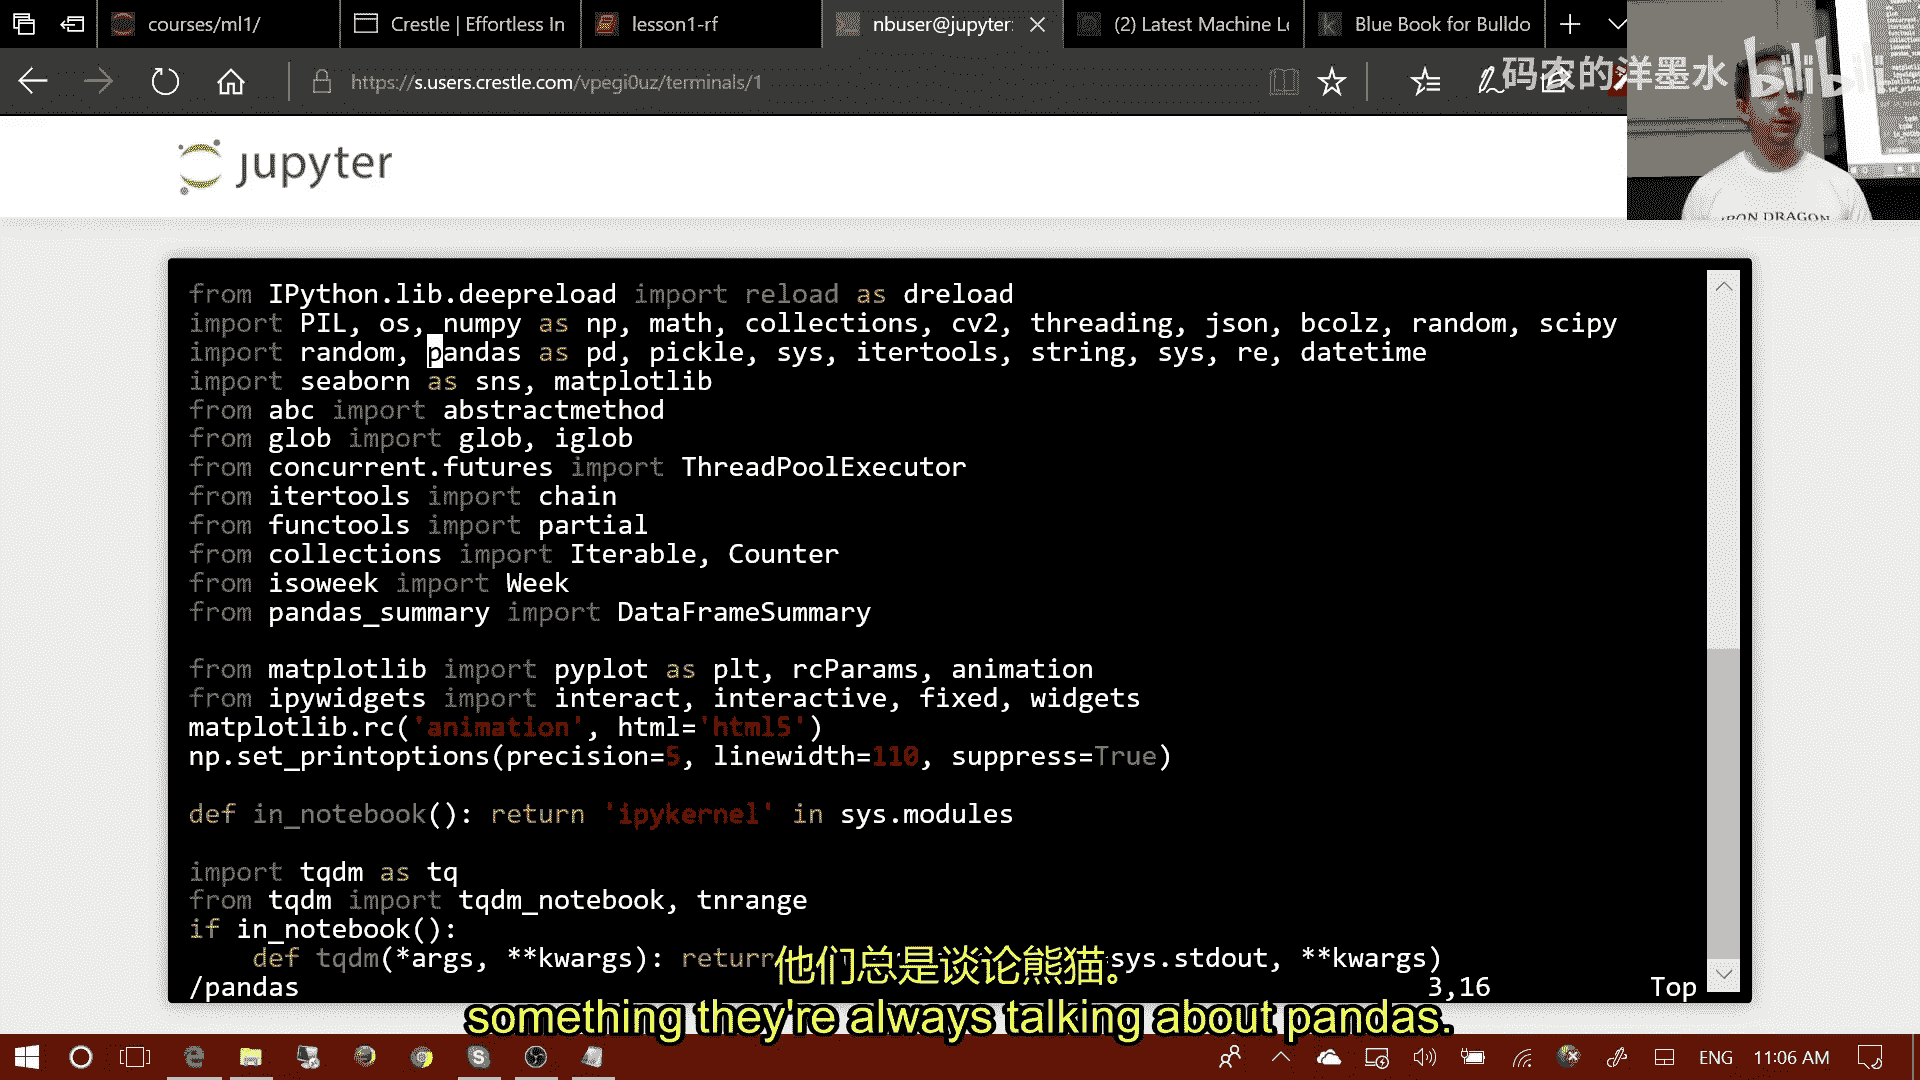 courses/ml1/
Crestle | Effortless In
lesson1-rf
nbuser@jupyter:
(2) Latest Machine Le
Blue Book for Bulldo
https://s.users.crestle.com/vpegi0uz/terminals/1
码农的洋墨水 bilibili
jupyter
IRON DRAGON
from IPython.lib.deepreload import reload as dreload
import PIL, os, numpy as np, math, collections, cv2, threading, json, bcolz, random, scipy
import random, pandas as pd, pickle, sys, itertools, string, sys, re, datetime
import seaborn as sns, matplotlib
from abc import abstractmethod
from glob import glob, iglob
from concurrent.futures import ThreadPoolExecutor
from itertools import chain
from functools import partial
from collections import Iterable, Counter
from isoweek import Week
from pandas_summary import DataFrameSummary
from matplotlib import pyplot as plt, rcParams, animation
from ipywidgets import interact, interactive, fixed, widgets
matplotlib.rc('animation', html='html5')
np.set_printoptions(precision=5, linewidth=110, suppress=True)
def in_notebook(): return 'ipykernel' in sys.modules
import tqdm as tq
from tqdm import tqdm_notebook, tnrange
if in_notebook():
def tqdm(*args, **kwargs): return sys.stdout, **kwargs)
/pandas 3,16 Top
他们总是谈论熊猫。
something they're always talking about pandas.
ENG 11:06 AM